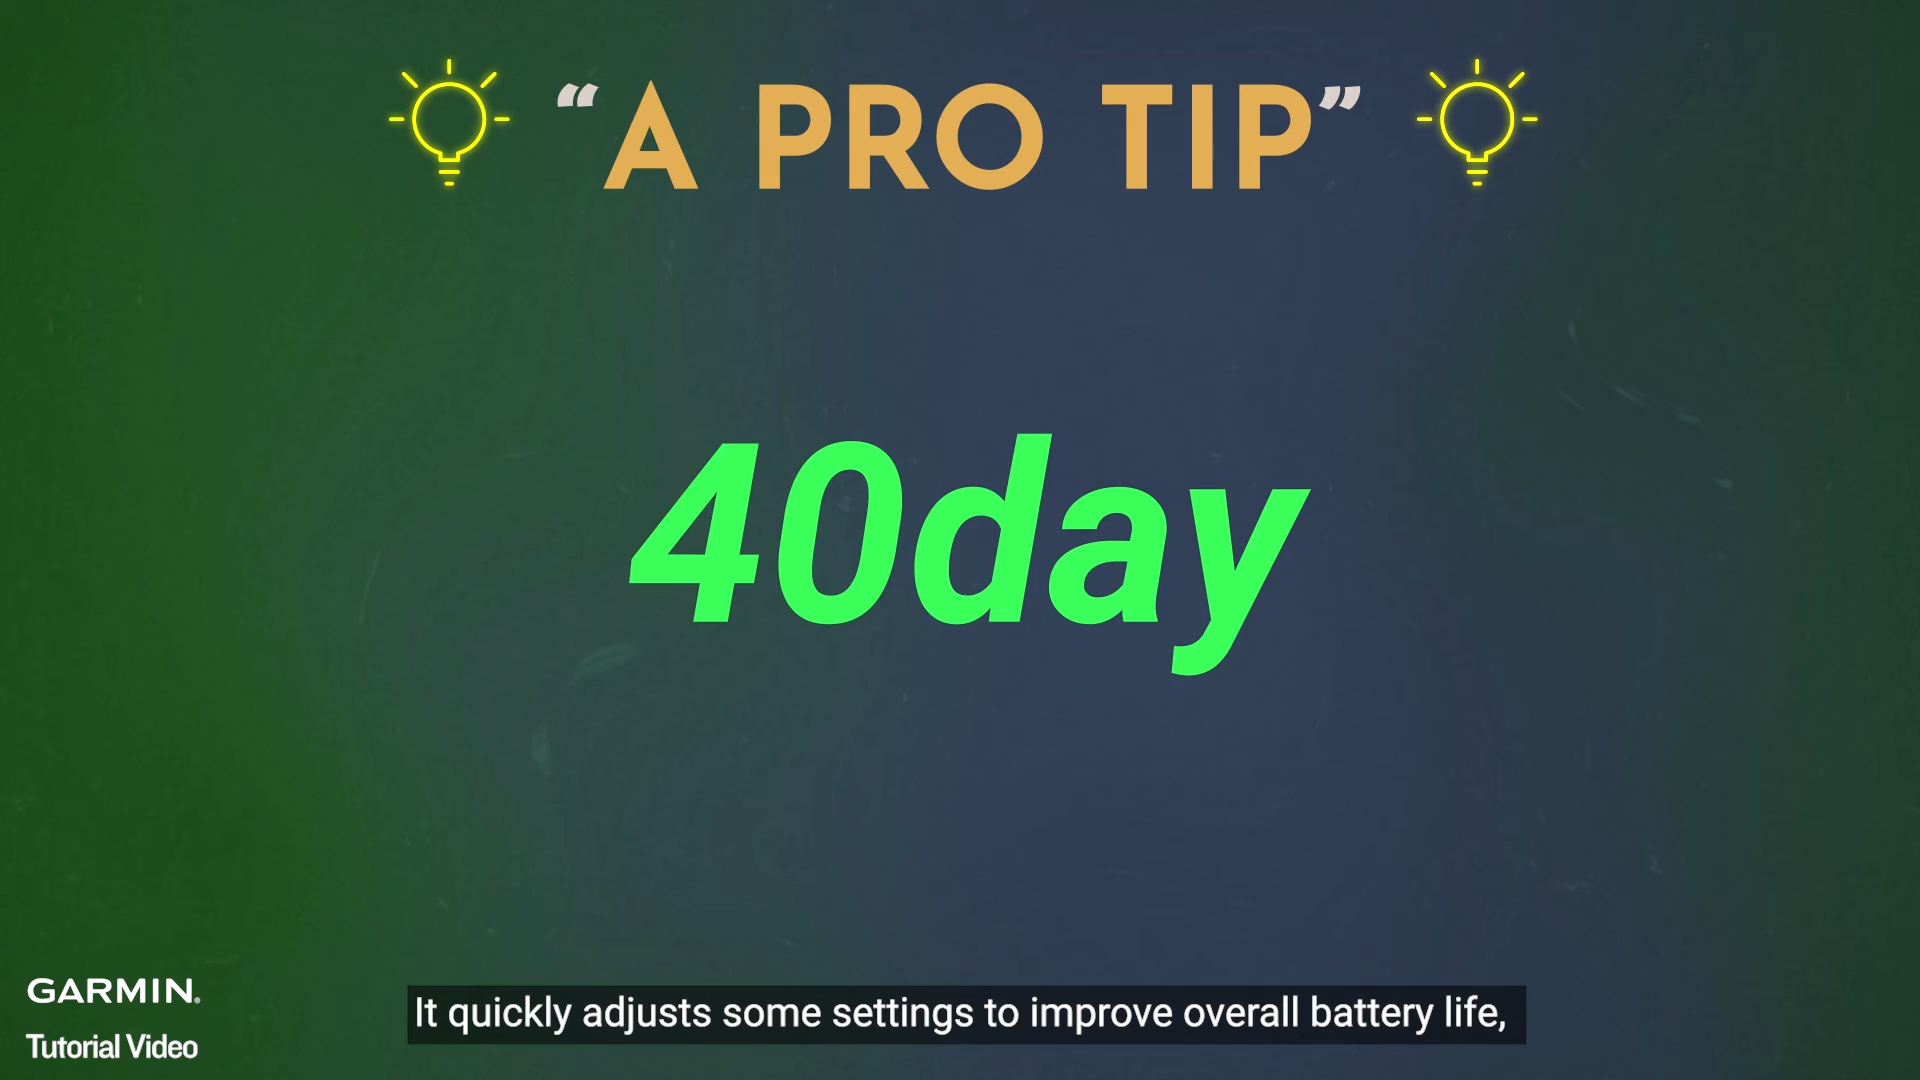 “A PRO TIP”
40day
GARMIN®
Tutorial Video
It quickly adjusts some settings to improve overall battery life,